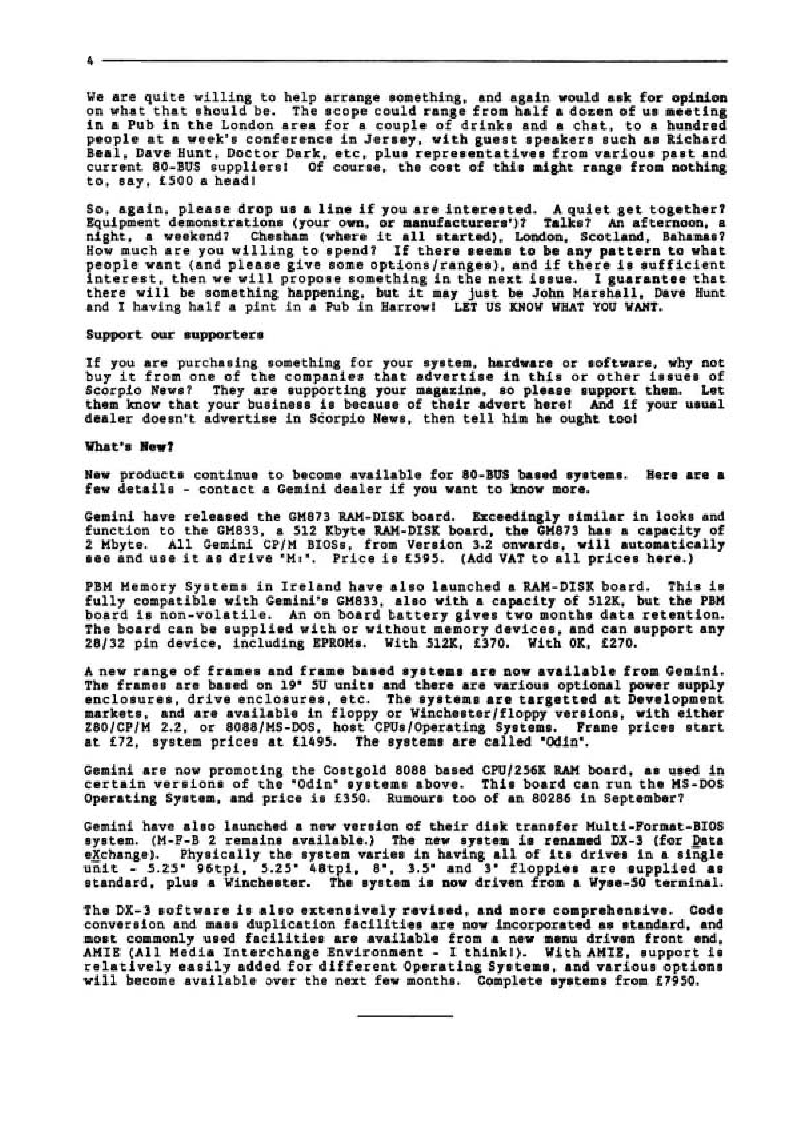 4
We are quite willing to help arrange something, and again would ask for opinion
on what that should be. The scope could range from half a dozen of us meeting
in a Pub in the London area for a couple of drinks and a chat, to a hundred
people at a week's conference in Jersey, with guest speakers such as Richard
Beal, Dave Hunt, Doctor Dark, etc, plus representatives from various past and
current 80-BUS suppliers! Of course, the cost of this might range from nothing
to, say, £500 a head!
So, again, please drop us a line if you are interested. A quiet get together?
Equipment demonstrations (your own, or manufacturers')? Talks? An afternoon, a
night, a weekend? Chesham (where it all started), London, Scotland, Bahamas?
How much are you willing to spend? If there seems to be any pattern to what
people want (and please give some options/ranges), and if there is sufficient
interest, then we will propose something in the next issue. I guarantee that
there will be something happening, but it may just be John Marshall, Dave Hunt
and I having half a pint in a Pub in Harrow! LET US KNOW WHAT YOU WANT.
Support our supporters
If you are purchasing something for your system, hardware or software, why not
buy it from one of the companies that advertise in this or other issues of
Scorpio News? They are supporting your magazine, so please support them. Let
them know that your business is because of their advert here! And if your usual
dealer doesn't advertise in Scorpio News, then tell him he ought too!
What's New?
New products continue to become available for 80-BUS based systems. Here are a
few details - contact a Gemini dealer if you want to know more.
Gemini have released the GM873 RAM-DISK board. Exceedingly similar in looks and
function to the GM833, a 512 Kbyte RAM-DISK board, the GM873 has a capacity of
2 Mbyte. All Gemini CP/M BIOSs, from Version 3.2 onwards, will automatically
see and use it as drive "M:". Price is £595. (Add VAT to all prices here.)
PBM Memory Systems in Ireland have also launched a RAM-DISK board. This is
fully compatible with Gemini's GM833, also with a capacity of 512K, but the PBM
board is non-volatile. An on board battery gives two months data retention.
The board can be supplied with or without memory devices, and can support any
28/32 pin device, including EPROMs. With 512K, £370. With 0K, £270.
A new range of frames and frame based systems are now available from Gemini.
The frames are based on 19" 5U units and there are various optional power supply
enclosures, drive enclosures, etc. The systems are targetted at Development
markets, and are available in floppy or Winchester/floppy versions, with either
Z80/CP/M 2.2, or 8088/MS-DOS, host CPUs/Operating Systems. Frame prices start
at £72, system prices at £1495. The systems are called "Odin".
Gemini are now promoting the Costgold 8088 based CPU/256K RAM board, as used in
certain versions of the "Odin" systems above. This board can run the MS-DOS
Operating System, and price is £350. Rumours too of an 80286 in September?
Gemini have also launched a new version of their disk transfer Multi-Format-BIOS
system. (M-F-B 2 remains available.) The new system is renamed DX-3 (for Data
eXchange). Physically the system varies in having all of its drives in a single
unit - 5.25" 96tpi, 5.25" 48tpi, 8", 3.5" and 3" floppies are supplied as
standard, plus a Winchester. The system is now driven from a Wyse-50 terminal.
The DX-3 software is also extensively revised, and more comprehensive. Code
conversion and mass duplication facilities are now incorporated as standard, and
most commonly used facilities are available from a new menu driven front end,
AMIE (All Media Interchange Environment - I think!). With AMIE, support is
relatively easily added for different Operating Systems, and various options
will become available over the next few months. Complete systems from £7950.